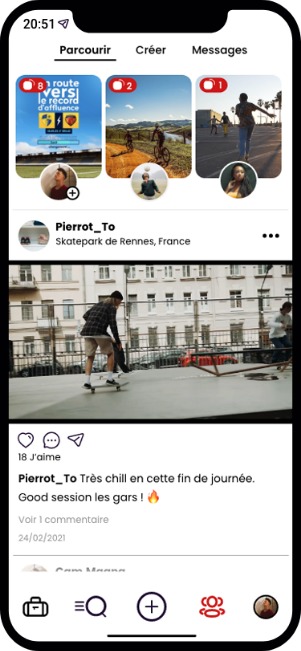 20:51
Parcourir Créer Messages
8 2 1
en route
vers
le record
d'affluence
Pierrot_To
Skatepark de Rennes, France
18 J'aime
Pierrot_To Très chill en cette fin de journée.
Good session les gars ! 🔥
Voir 1 commentaire
24/02/2021